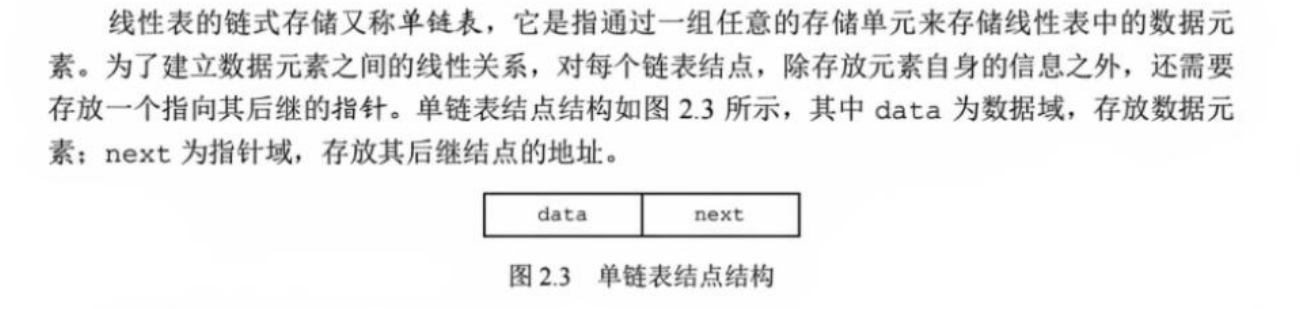 线性表的链式存储又称单链表，它是指通过一组任意的存储单元来存储线性表中的数据元
素。为了建立数据元素之间的线性关系，对每个链表结点，除存放元素自身的信息之外，还需要
存放一个指向其后继的指针。单链表结点结构如图 2.3 所示，其中 data 为数据域，存放数据元
素；next 为指针域，存放其后继结点的地址。
data next
图 2.3 单链表结点结构